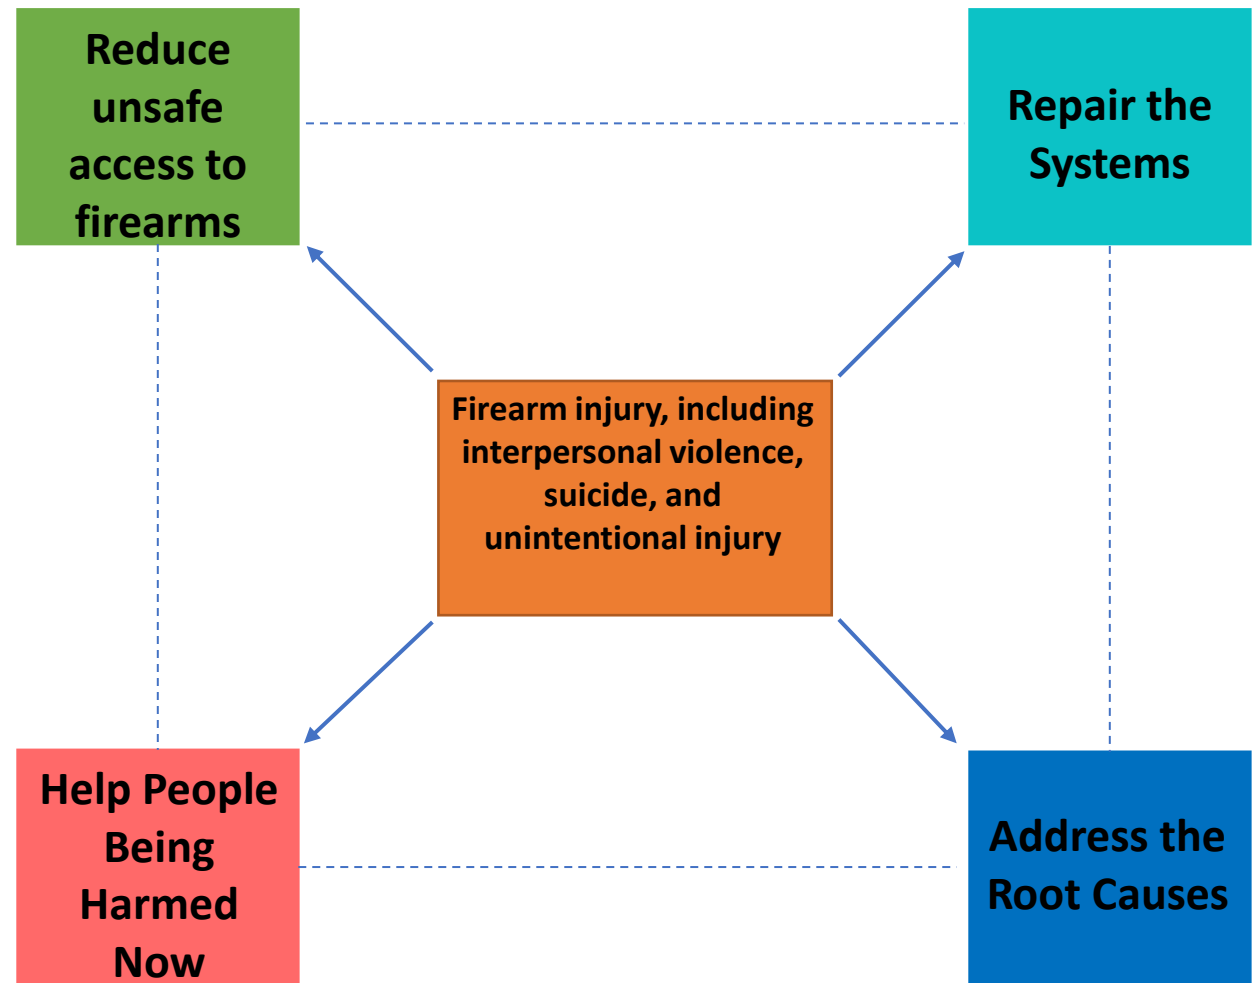 Reduce
unsafe
access to
firearms
Repair the
Systems
Firearm injury, including
interpersonal violence,
suicide, and
unintentional injury
Help People
Being
Harmed
Now
Address the
Root Causes